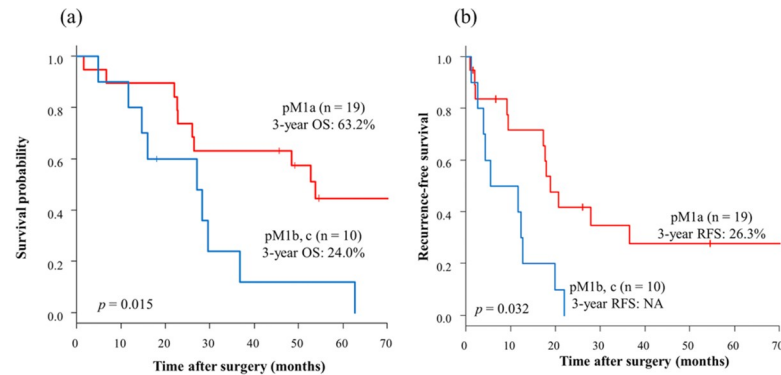 (a)
Survival probability
1.0
0.8
0.6
0.4
0.2
0.0
pM1a (n = 19)
3-year OS: 63.2%
pM1b, c (n = 10)
3-year OS: 24.0%
p = 0.015
0 10 20 30 40 50 60 70
Time after surgery (months)
(b)
Recurrence-free survival
1.0
0.8
0.6
0.4
0.2
0.0
pM1a (n = 19)
3-year RFS: 26.3%
pM1b, c (n = 10)
3-year RFS: NA
p = 0.032
0 10 20 30 40 50 60 70
Time after surgery (months)